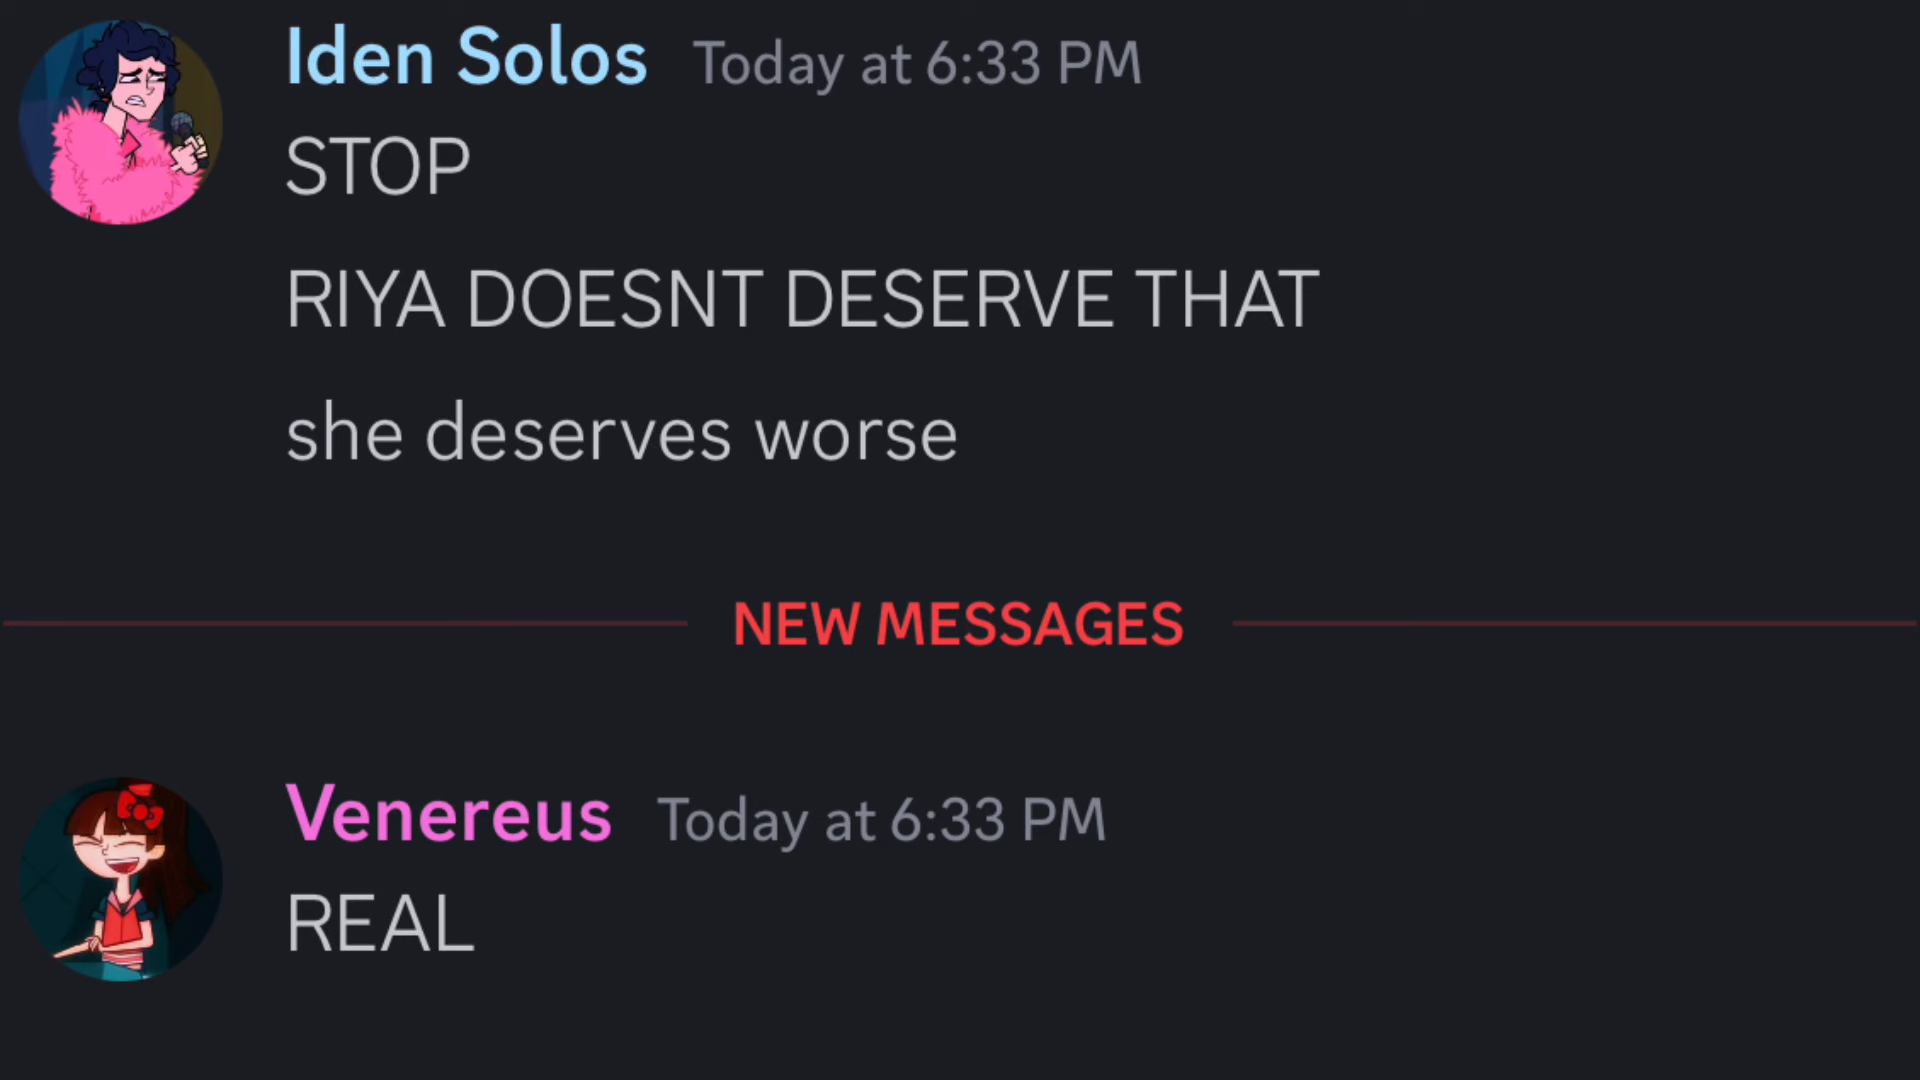 Iden Solos Today at 6:33 PM
STOP
RIYA DOESNT DESERVE THAT
she deserves worse
NEW MESSAGES
Venereus Today at 6:33 PM
REAL